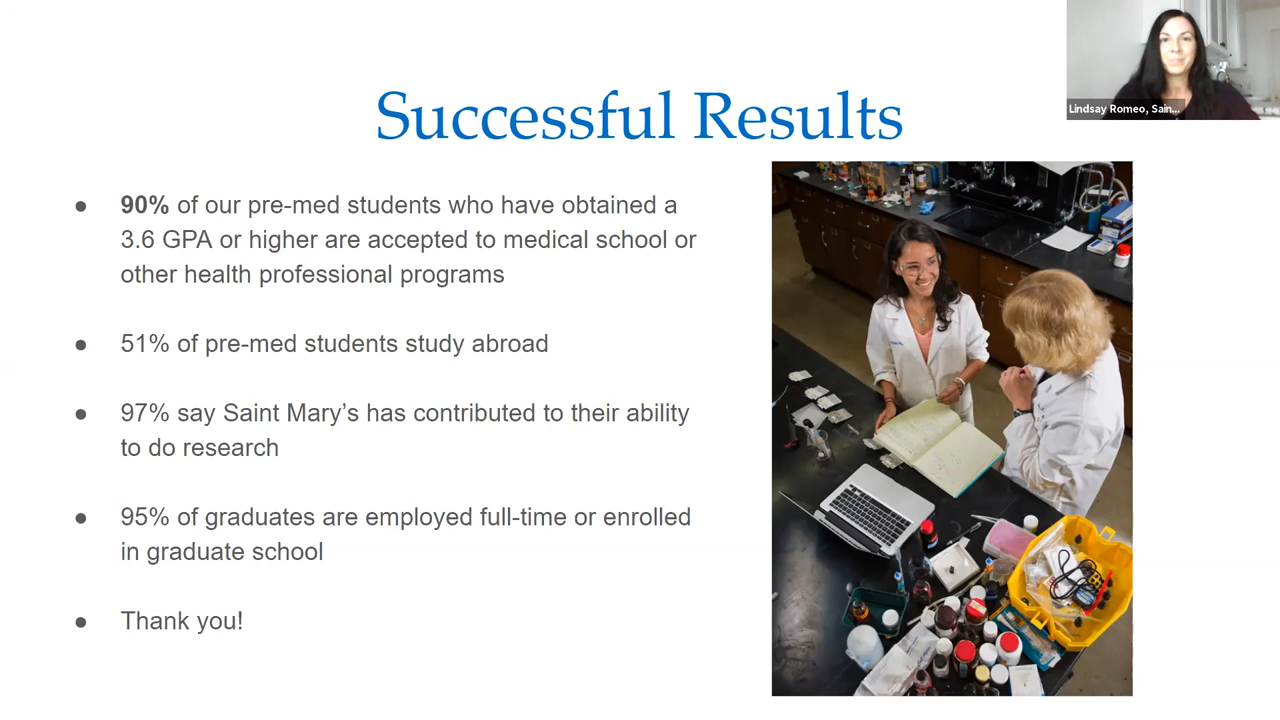 Successful Results
Lindsay Romeo, Sain...
● 90% of our pre-med students who have obtained a
3.6 GPA or higher are accepted to medical school or
other health professional programs
● 51% of pre-med students study abroad
● 97% say Saint Mary’s has contributed to their ability
to do research
● 95% of graduates are employed full-time or enrolled
in graduate school
● Thank you!